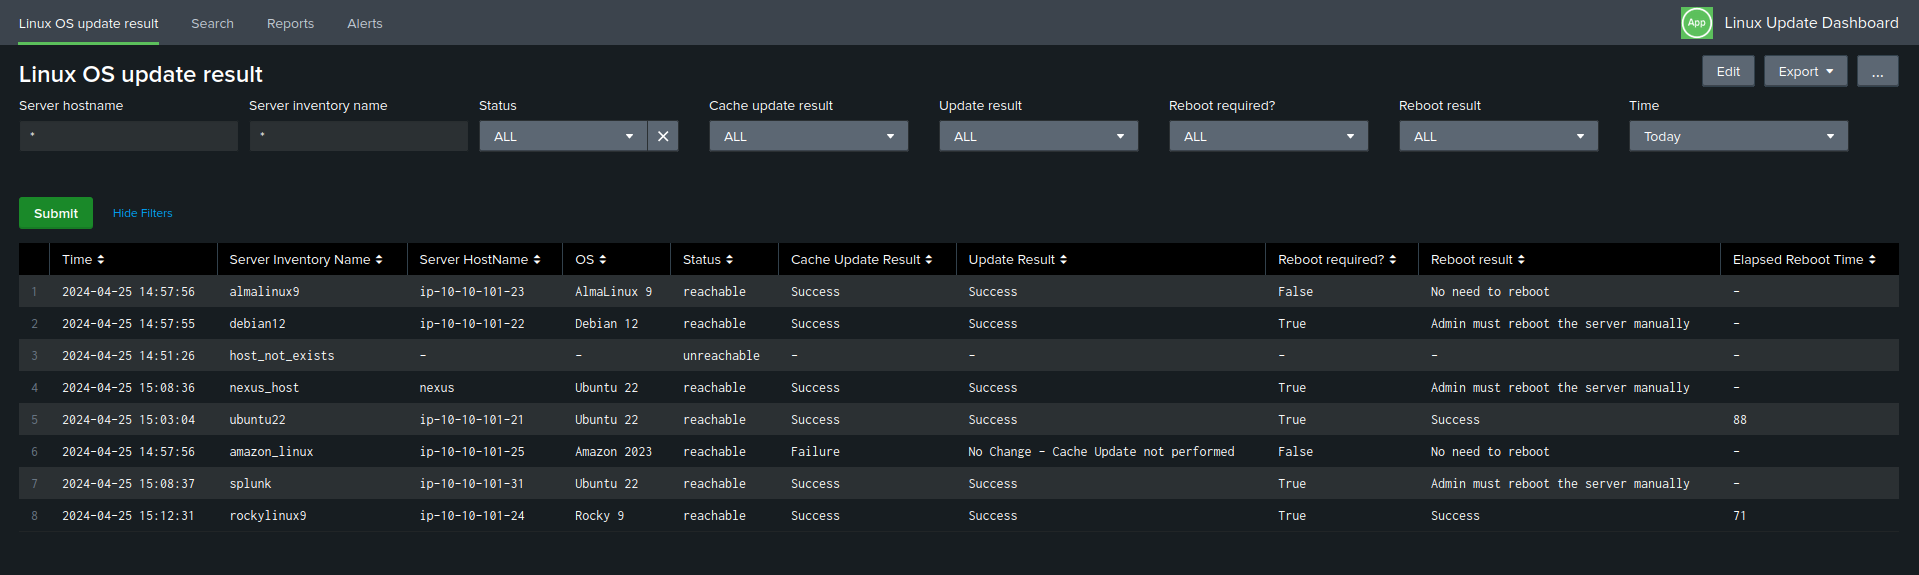 Linux OS update result Search Reports Alerts App Linux Update Dashboard
Linux OS update result Edit Export ...
Server hostname Server inventory name Status Cache update result Update result Reboot required? Reboot result Time
* * ALL ALL ALL ALL ALL Today
Submit Hide Filters
Time Server Inventory Name Server HostName OS Status Cache Update Result Update Result Reboot required? Reboot result Elapsed Reboot Time
1 2024-04-25 14:57:56 almalinux9 ip-10-10-101-23 AlmaLinux 9 reachable Success Success False No need to reboot -
2 2024-04-25 14:57:55 debian12 ip-10-10-101-22 Debian 12 reachable Success Success True Admin must reboot the server manually -
3 2024-04-25 14:51:26 host_not_exists - - unreachable - - - - -
4 2024-04-25 15:08:36 nexus_host nexus Ubuntu 22 reachable Success Success True Admin must reboot the server manually -
5 2024-04-25 15:03:04 ubuntu22 ip-10-10-101-21 Ubuntu 22 reachable Success Success True Success 88
6 2024-04-25 14:57:56 amazon_linux ip-10-10-101-25 Amazon 2023 reachable Failure No Change - Cache Update not performed False No need to reboot -
7 2024-04-25 15:08:37 splunk ip-10-10-101-31 Ubuntu 22 reachable Success Success True Admin must reboot the server manually -
8 2024-04-25 15:12:31 rockylinux9 ip-10-10-101-24 Rocky 9 reachable Success Success True Success 71